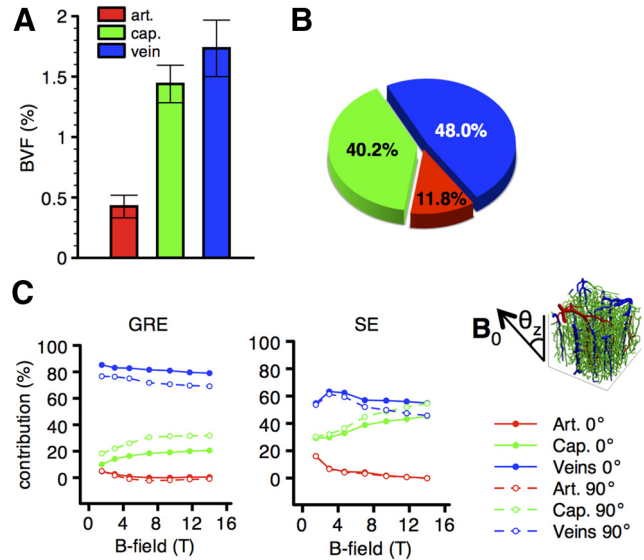 A
2
1.5
1
0.5
0
BVF (%)
art.
cap.
vein
B
48.0%
40.2%
11.8%
C
GRE
contribution (%)
100
80
60
40
20
0
0 4 8 12 16
B-field (T)
SE
100
80
60
40
20
0
0 4 8 12 16
B-field (T)
B0
θz
Art. 0°
Cap. 0°
Veins 0°
Art. 90°
Cap. 90°
Veins 90°